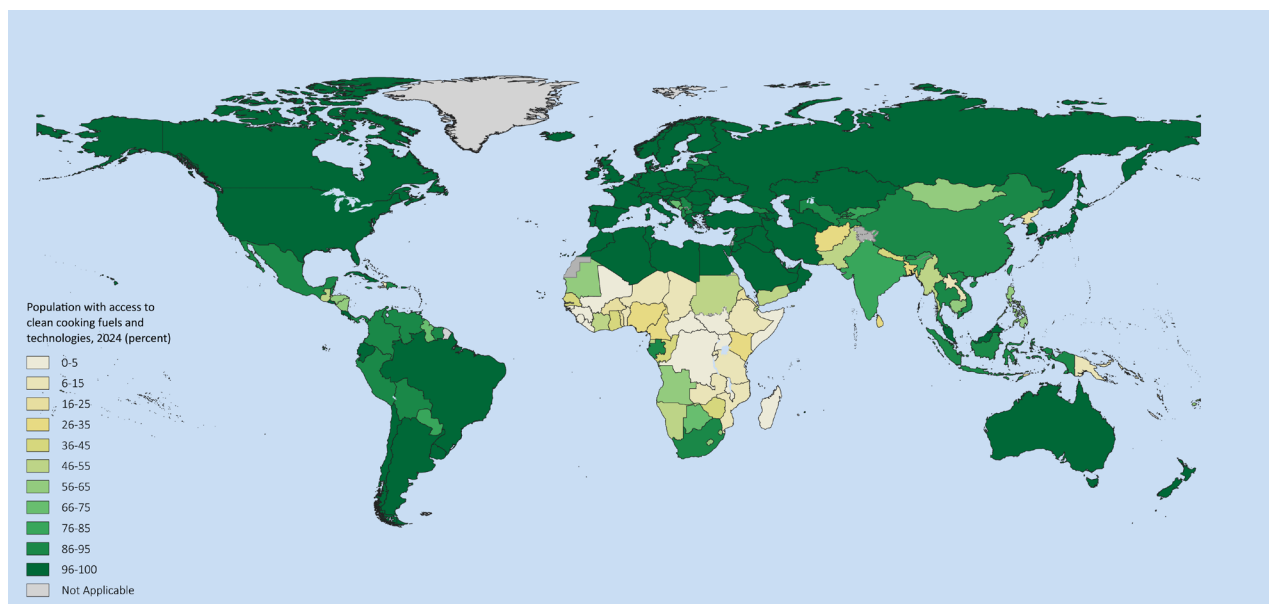 Population with access to
clean cooking fuels and
technologies, 2024 (percent)
0-5
6-15
16-25
26-35
36-45
46-55
56-65
66-75
76-85
86-95
96-100
Not Applicable